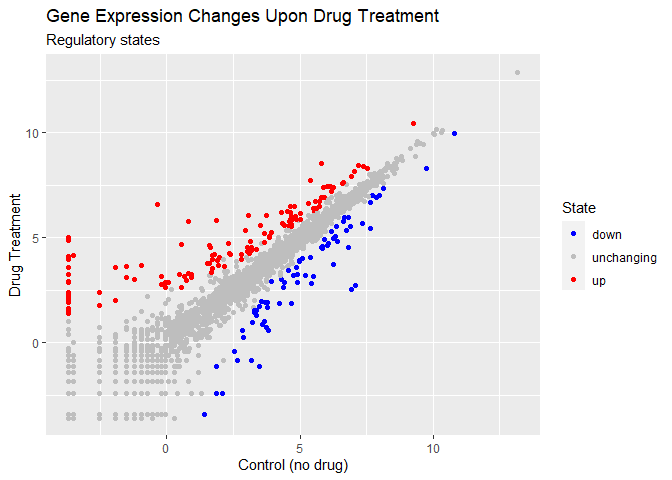 Gene Expression Changes Upon Drug Treatment
Regulatory states
Drug Treatment
10
5
0
0
5
10
Control (no drug)
State
down
unchanging
up